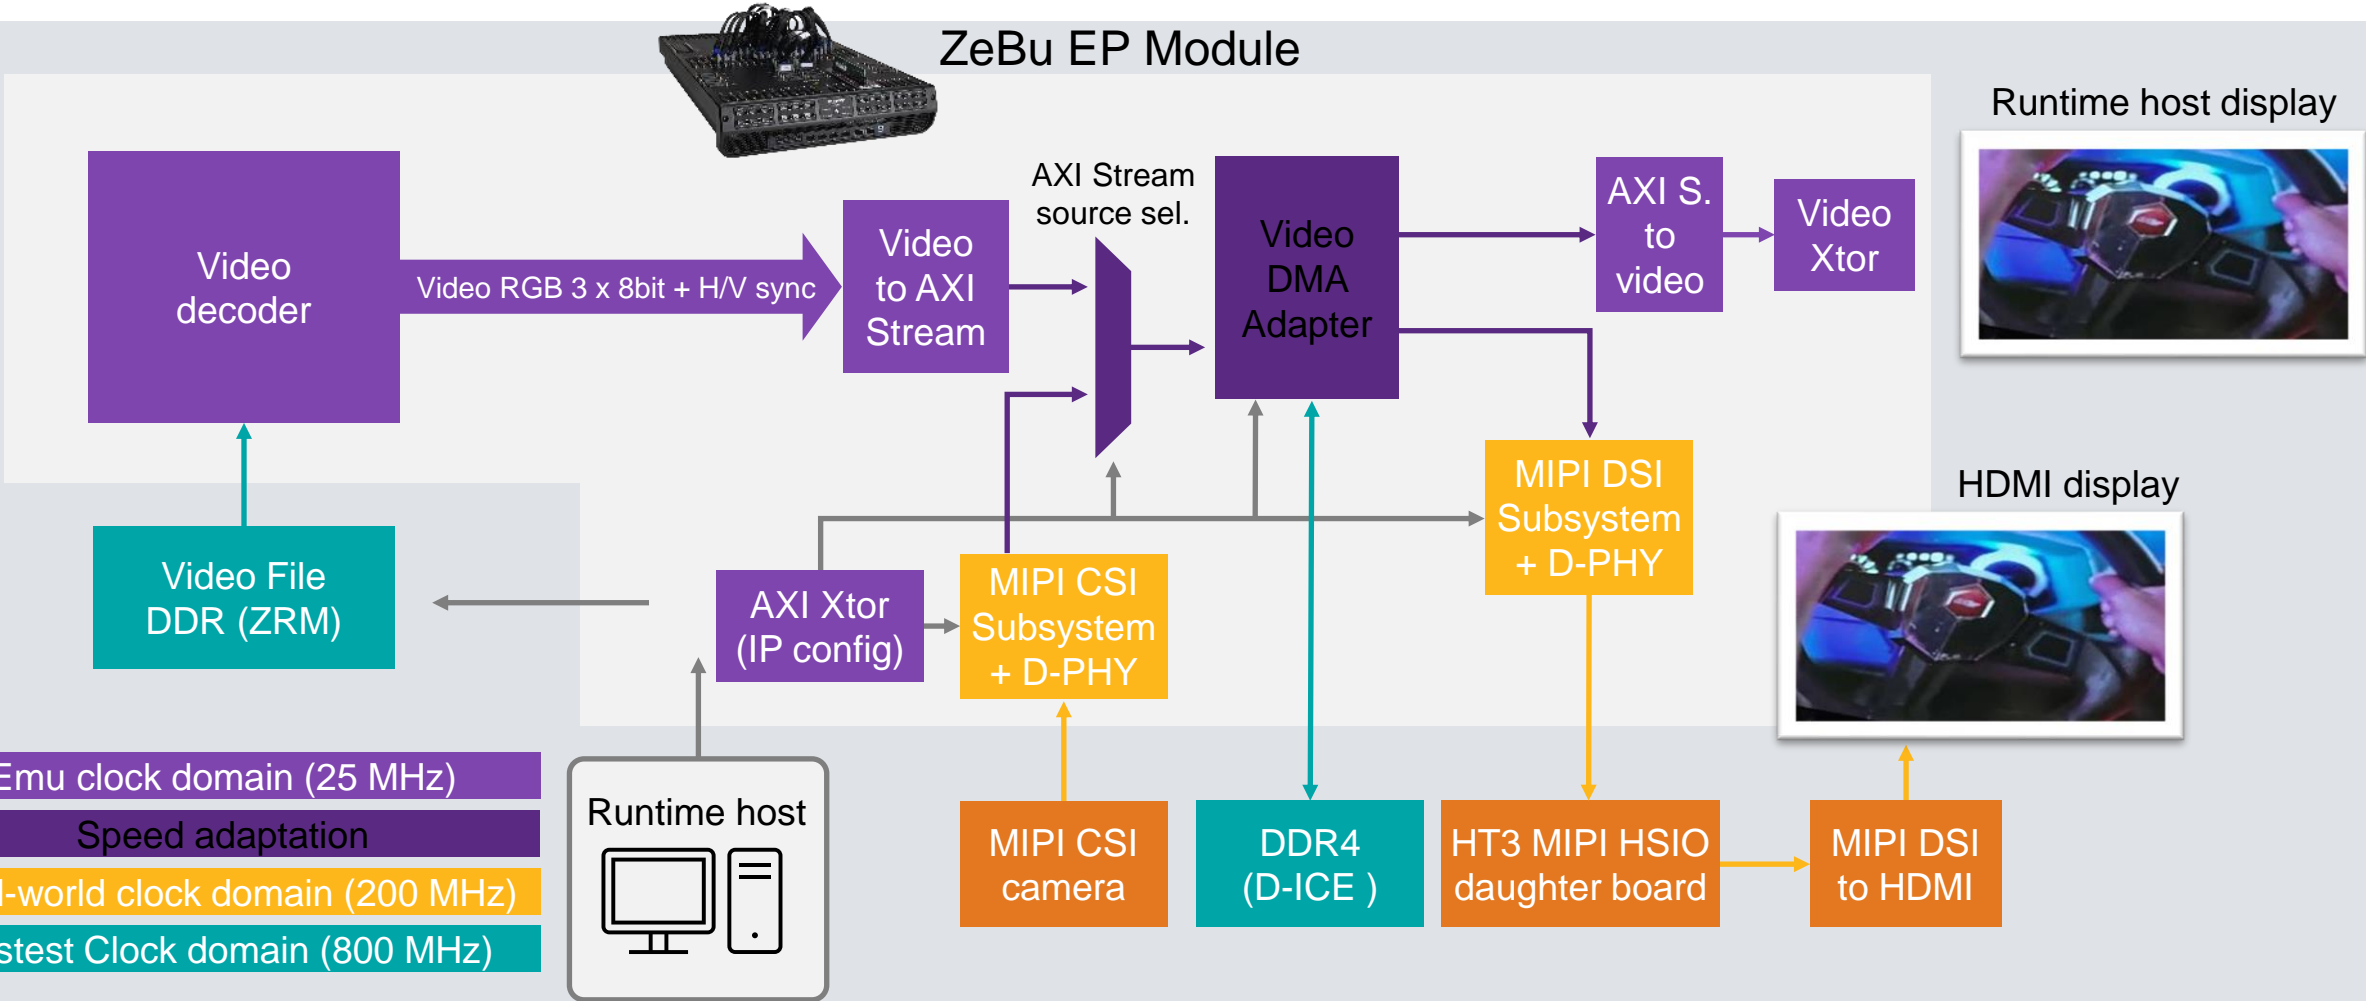 ZeBu EP Module
Runtime host display
AXI Stream
source sel.
Video
decoder
Video RGB 3 x 8bit + H/V sync
Video
to AXI
Stream
Video
DMA
Adapter
AXI S.
to
video
Video
Xtor
HDMI display
MIPI DSI
Subsystem
+ D-PHY
Video File
DDR (ZRM)
AXI Xtor
(IP config)
MIPI CSI
Subsystem
+ D-PHY
Emu clock domain (25 MHz)
Speed adaptation
l-world clock domain (200 MHz)
stest Clock domain (800 MHz)
Runtime host
MIPI CSI
camera
DDR4
(D-ICE )
HT3 MIPI HSIO
daughter board
MIPI DSI
to HDMI